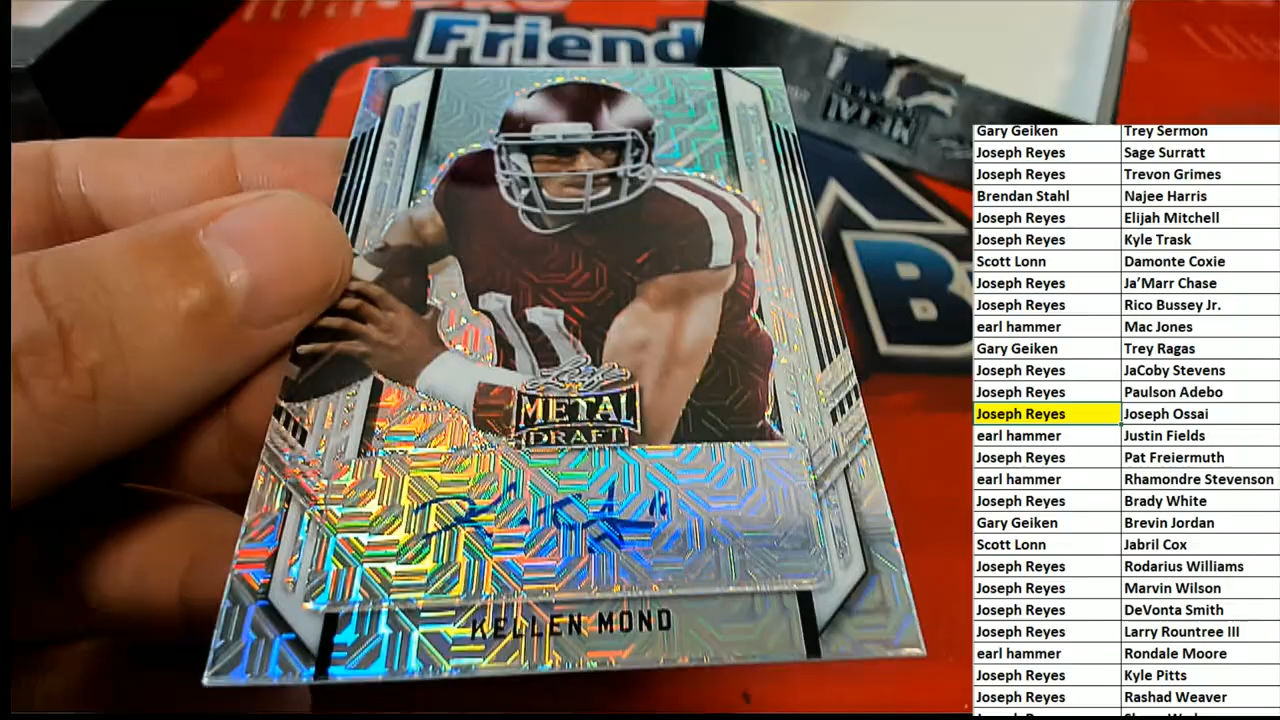 Friend
METAL
B
11
Leaf
METAL
DRAFT
KELLEN MOND
Gary Geiken Trey Sermon
Joseph Reyes Sage Surratt
Joseph Reyes Trevon Grimes
Brendan Stahl Najee Harris
Joseph Reyes Elijah Mitchell
Joseph Reyes Kyle Trask
Scott Lonn Damonte Coxie
Joseph Reyes Ja'Marr Chase
Joseph Reyes Rico Bussey Jr.
earl hammer Mac Jones
Gary Geiken Trey Ragas
Joseph Reyes JaCoby Stevens
Joseph Reyes Paulson Adebo
Joseph Reyes Joseph Ossai
earl hammer Justin Fields
Joseph Reyes Pat Freiermuth
earl hammer Rhamondre Stevenson
Joseph Reyes Brady White
Gary Geiken Brevin Jordan
Scott Lonn Jabril Cox
Joseph Reyes Rodarius Williams
Joseph Reyes Marvin Wilson
Joseph Reyes DeVonta Smith
Joseph Reyes Larry Rountree III
earl hammer Rondale Moore
Joseph Reyes Kyle Pitts
Joseph Reyes Rashad Weaver